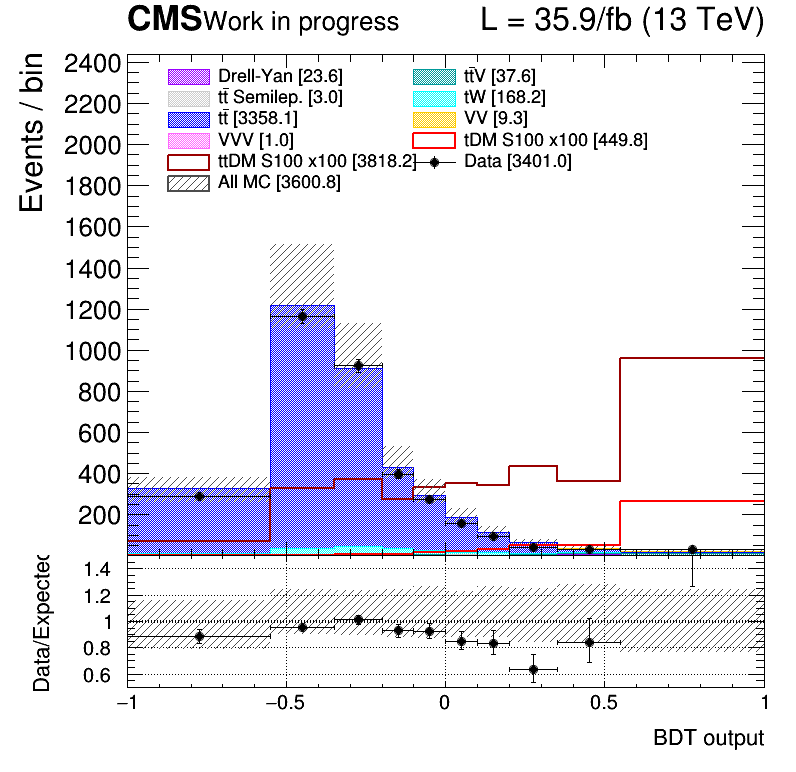 CMS Work in progress L = 35.9/fb (13 TeV)
Events / bin
2400
2200
2000
1800
1600
1400
1200
1000
800
600
400
200
Drell-Yan [23.6] tt̄V [37.6]
tt̄ Semilep. [3.0] tW [168.2]
tt̄ [3358.1] VV [9.3]
VVV [1.0] tDM S100 x100 [449.8]
ttDM S100 x100 [3818.2] Data [3401.0]
All MC [3600.8]
Data/Expected
1.4
1.2
1
0.8
0.6
−1 −0.5 0 0.5 1
BDT output